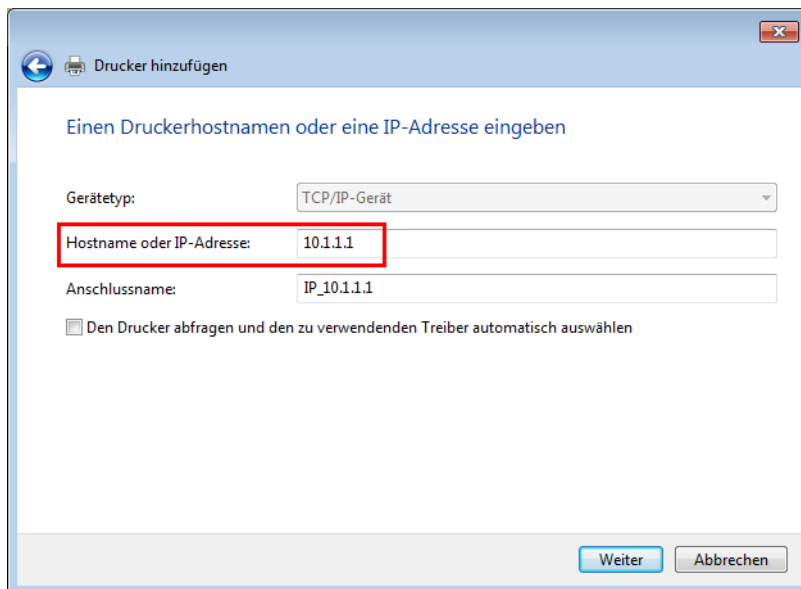 Drucker hinzufügen
Einen Druckerhostnamen oder eine IP-Adresse eingeben
Gerätetyp: TCP/IP-Gerät
Hostname oder IP-Adresse: 10.1.1.1
Anschlussname: IP_10.1.1.1
Den Drucker abfragen und den zu verwendenden Treiber automatisch auswählen
Weiter Abbrechen